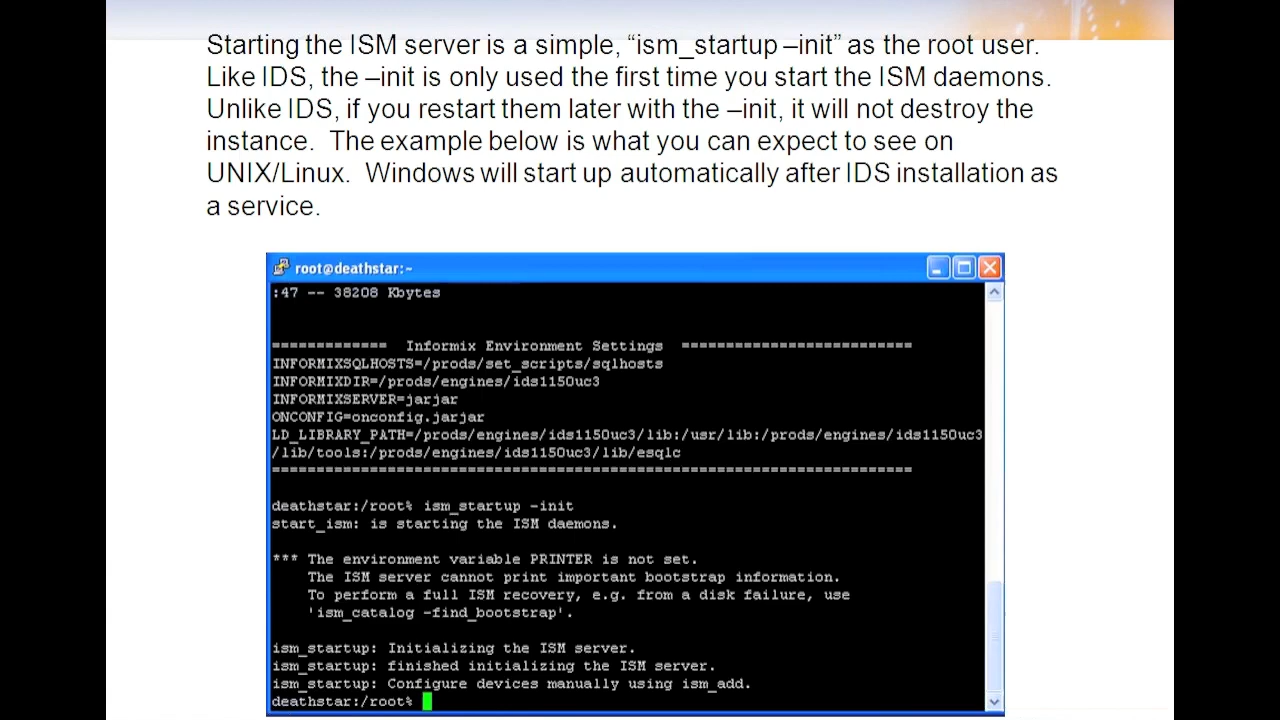 Starting the ISM server is a simple, “ism_startup –init” as the root user.
Like IDS, the –init is only used the first time you start the ISM daemons.
Unlike IDS, if you restart them later with the –init, it will not destroy the
instance.  The example below is what you can expect to see on
UNIX/Linux.  Windows will start up automatically after IDS installation as
a service.
root@deathstar:~
:47 -- 38208 Kbytes
============= Informix Environment Settings ==========================
INFORMIXSQLHOSTS=/prods/set_scripts/sqlhosts
INFORMIXDIR=/prods/engines/ids1150uc3
INFORMIXSERVER=jarjar
ONCONFIG=onconfig.jarjar
LD_LIBRARY_PATH=/prods/engines/ids1150uc3/lib:/usr/lib:/prods/engines/ids1150uc3
/lib/tools:/prods/engines/ids1150uc3/lib/esqlc
========================================================================
deathstar:/root% ism_startup -init
start_ism: is starting the ISM daemons.
*** The environment variable PRINTER is not set.
The ISM server cannot print important bootstrap information.
To perform a full ISM recovery, e.g. from a disk failure, use
'ism_catalog -find_bootstrap'.
ism_startup: Initializing the ISM server.
ism_startup: finished initializing the ISM server.
ism_startup: Configure devices manually using ism_add.
deathstar:/root%